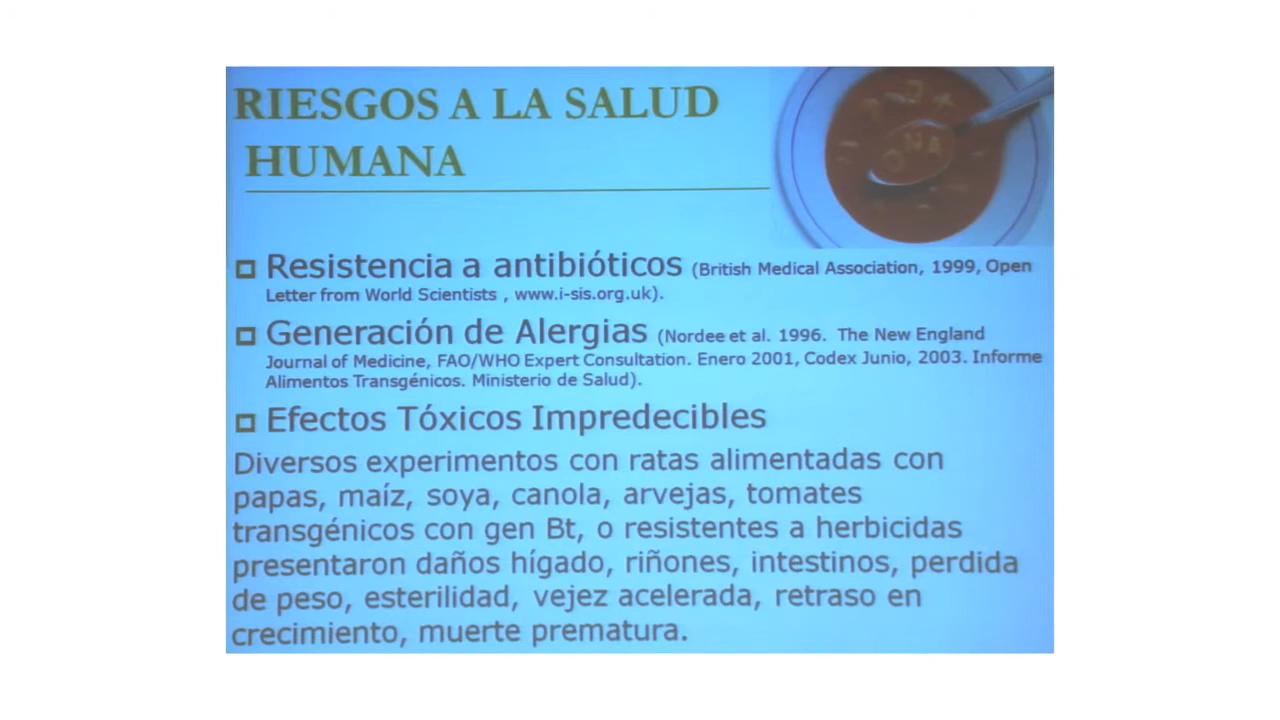 RIESGOS A LA SALUD
HUMANA
ONA
Resistencia a antibióticos (British Medical Association, 1999, Open
Letter from World Scientists , www.i-sis.org.uk).
Generación de Alergias (Nordee et al. 1996. The New England
Journal of Medicine, FAO/WHO Expert Consultation. Enero 2001, Codex Junio, 2003. Informe
Alimentos Transgénicos. Ministerio de Salud).
Efectos Tóxicos Impredecibles
Diversos experimentos con ratas alimentadas con
papas, maíz, soya, canola, arvejas, tomates
transgénicos con gen Bt, o resistentes a herbicidas
presentaron daños hígado, riñones, intestinos, perdida
de peso, esterilidad, vejez acelerada, retraso en
crecimiento, muerte prematura.